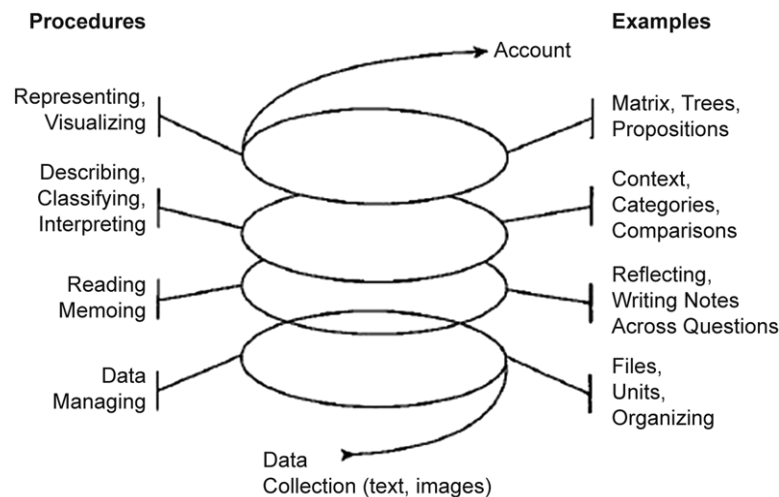 Procedures
Examples
Account
Representing,
Visualizing
Matrix, Trees,
Propositions
Describing,
Classifying,
Interpreting
Context,
Categories,
Comparisons
Reading
Memoing
Reflecting,
Writing Notes
Across Questions
Data
Managing
Files,
Units,
Organizing
Data
Collection (text, images)